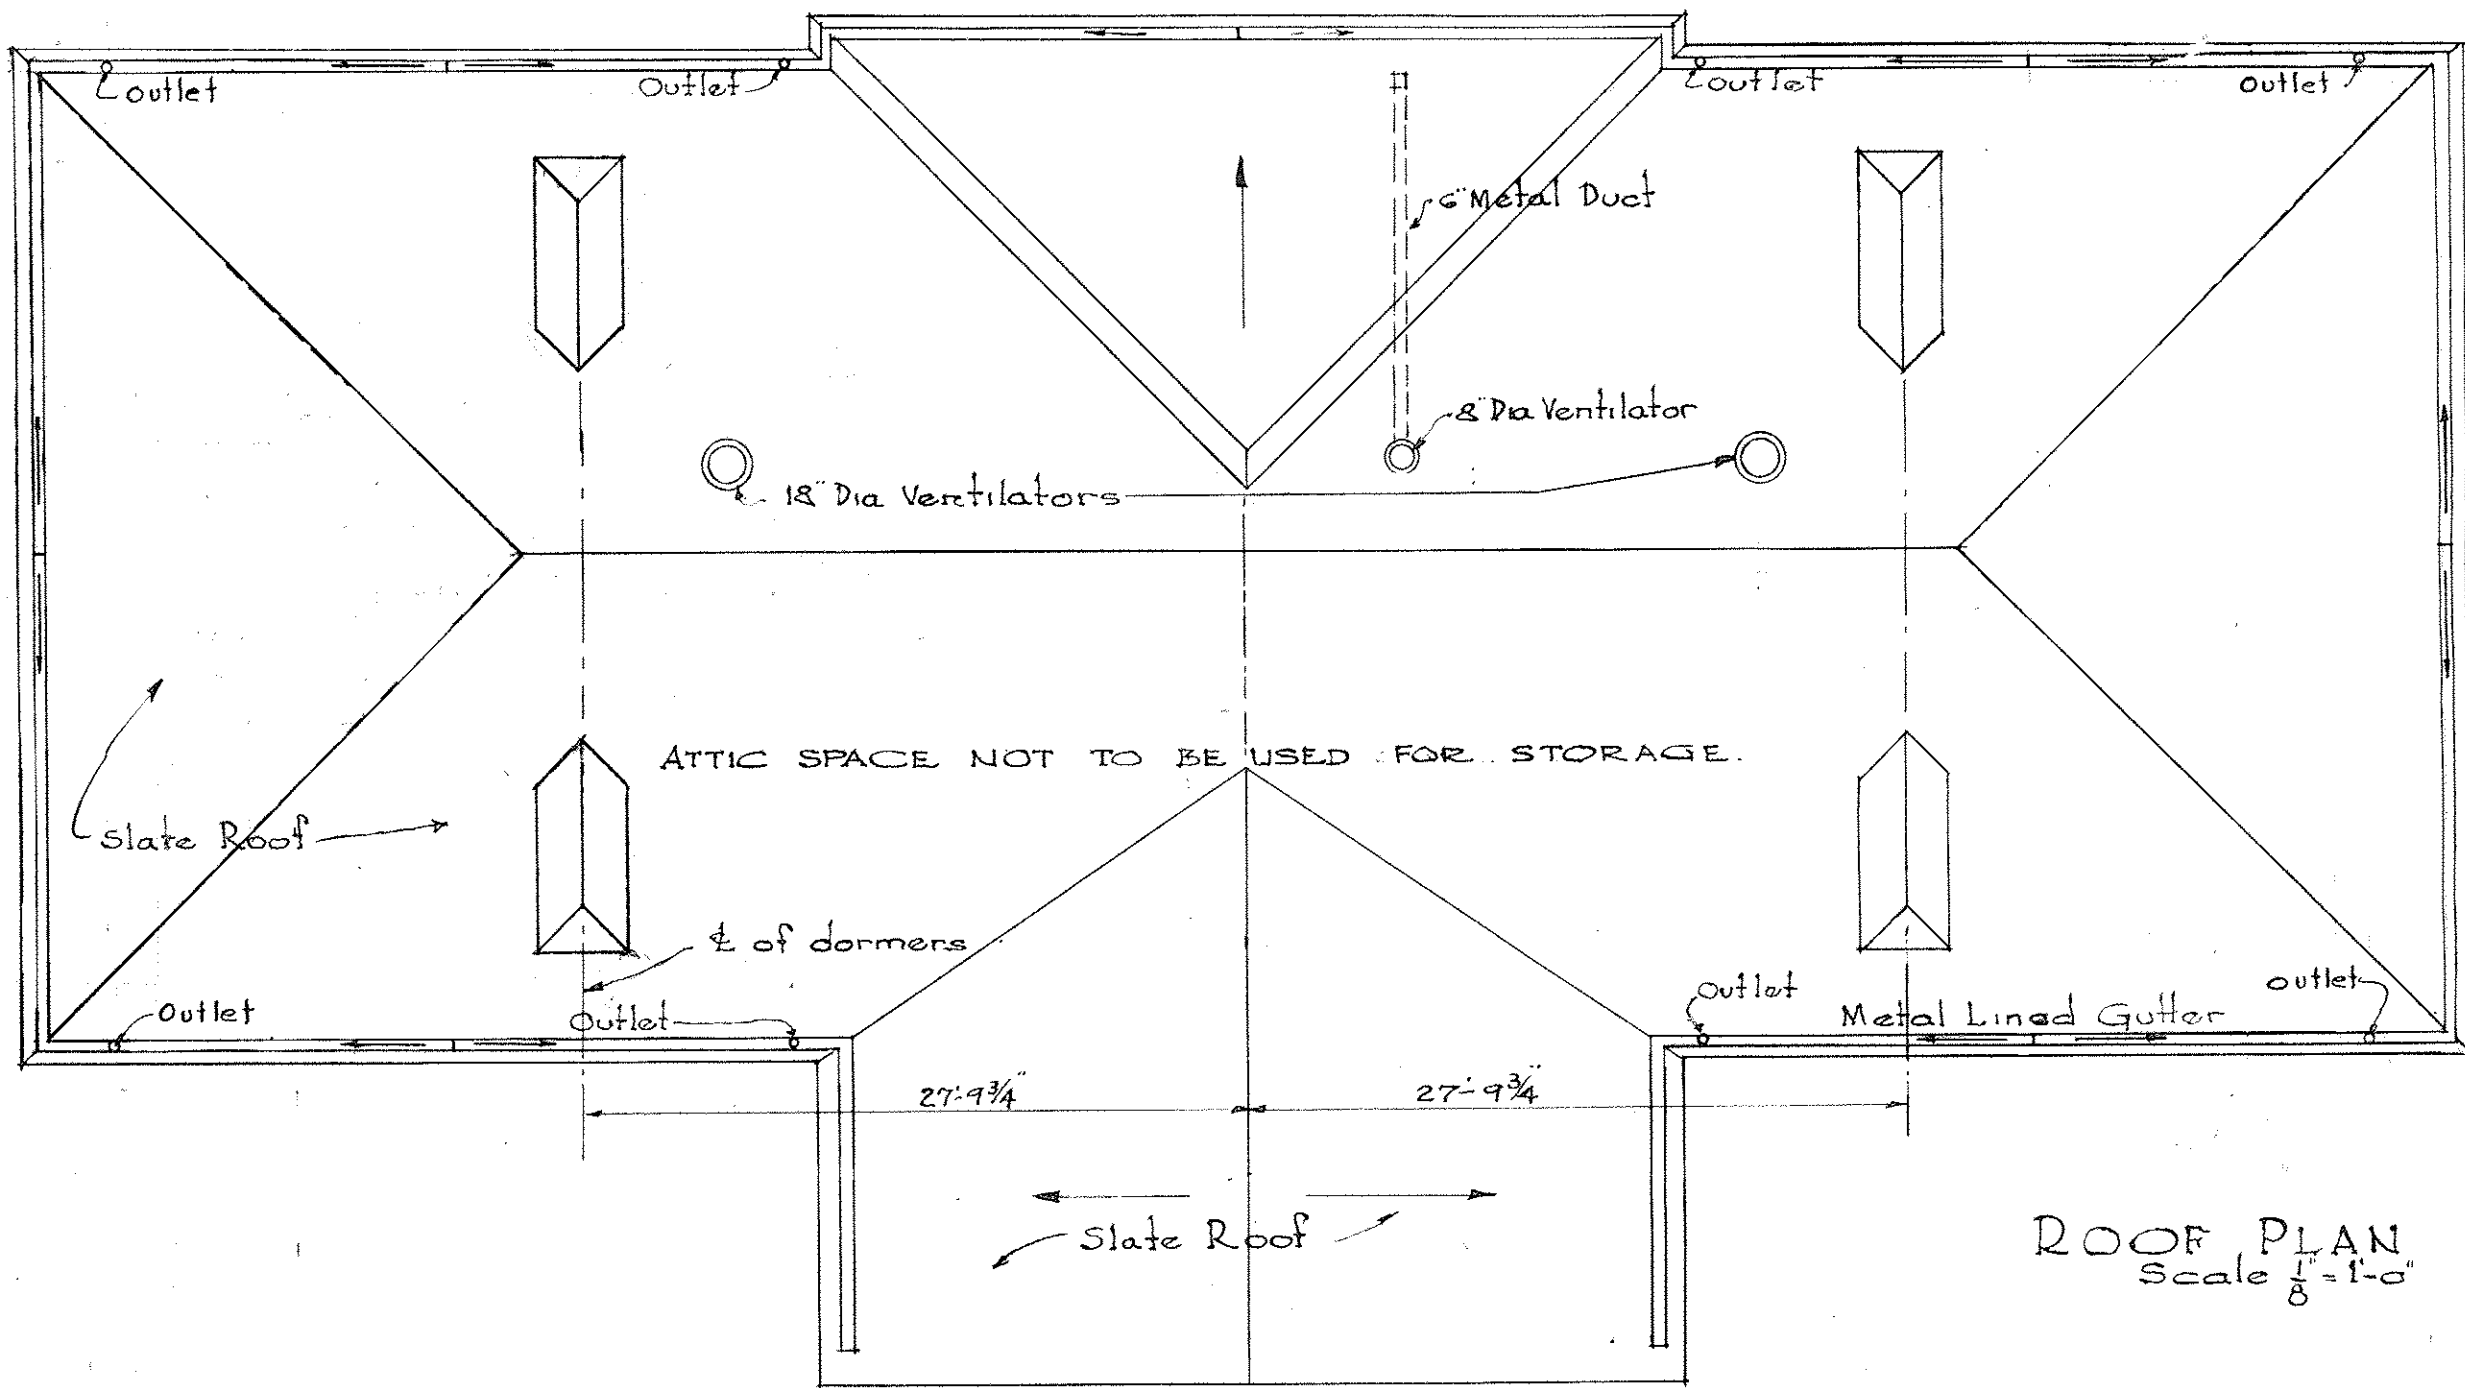 Outlet
Outlet
Outlet
Outlet
6" Metal Duct
8" Dia Ventilator
18" Dia Ventilators
ATTIC SPACE NOT TO BE USED FOR STORAGE.
Slate Roof
℄ of dormers
Outlet
Outlet
Outlet
Outlet
Metal Lined Gutter
27'-9¾"
27'-9¾"
Slate Roof
ROOF PLAN
Scale ⅛"=1'-0"